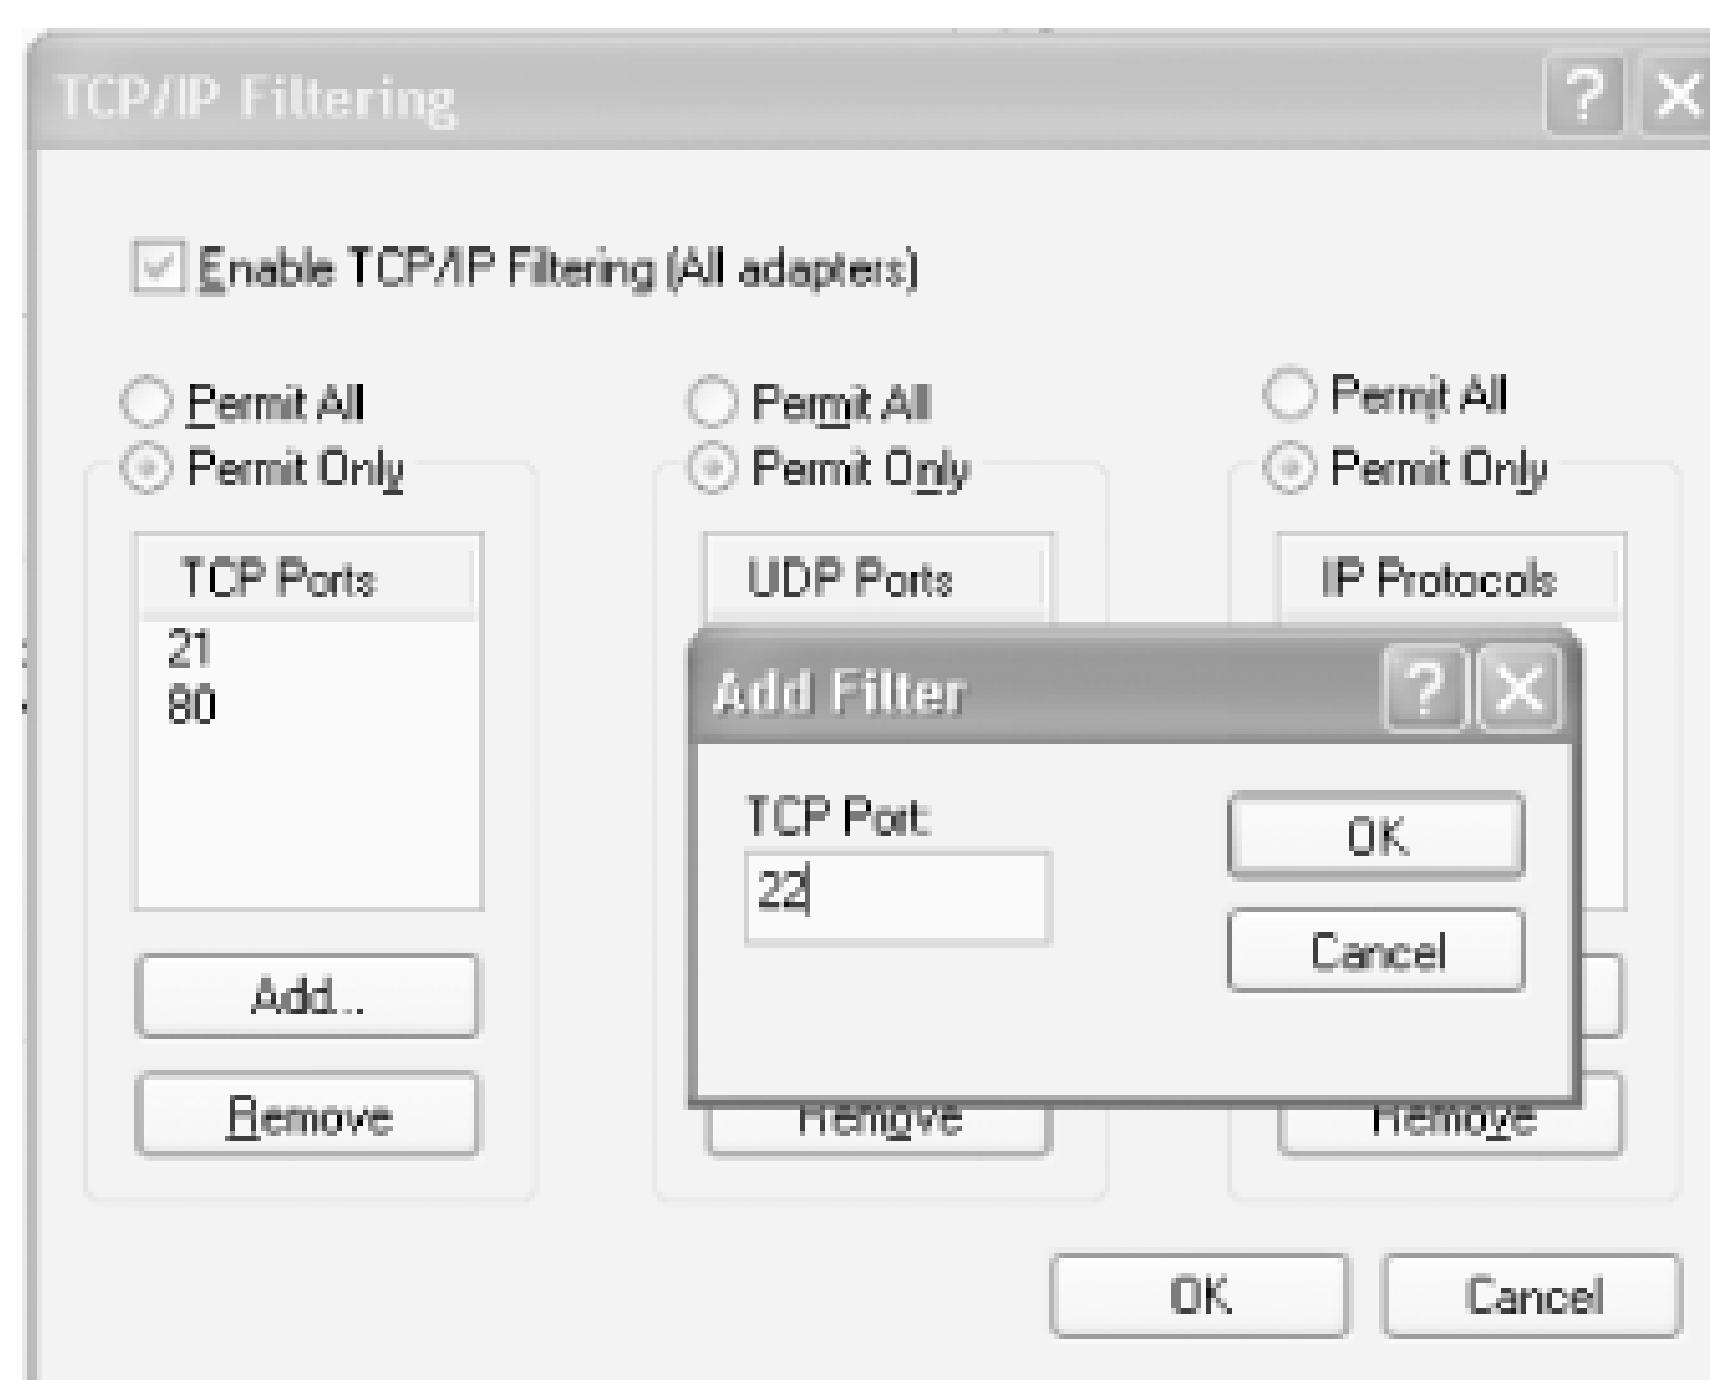 TCP/IP Filtering
Enable TCP/IP Filtering (All adapters)
Permit All
Permit Only
TCP Ports
21
80
Add...
Remove
Permit All
Permit Only
UDP Ports
Remove
Permit All
Permit Only
IP Protocols
Remove
Add Filter
TCP Port:
22
OK
Cancel
OK
Cancel